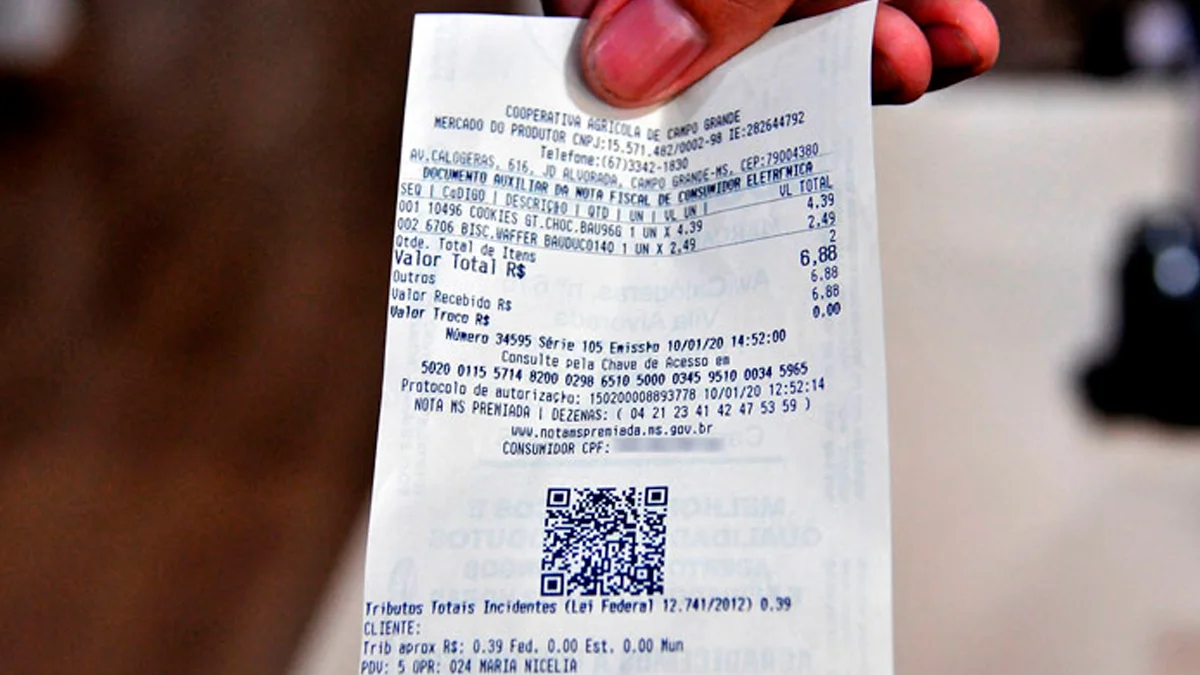 COOPERATIVA AGRICOLA DE CAMPO GRANDE
MERCADO DO PRODUTOR CNPJ:15.571.482/0002-98 IE:282644792
Telefone:(67)3342-1830
AV.CALOGERAS, 616, JD ALVORADA, CAMPO GRANDE-MS, CEP:79004380
DOCUMENTO AUXILIAR DA NOTA FISCAL DE CONSUMIDOR ELETRÔNICA
SEQ | CóDIGO | DESCRIÇÃO | QTD | UN | VL UN | VL TOTAL
001 10496 COOKIES GT.CHOC.BAU96G 1 UN X 4.39 4.39
002 6706 BISC.WAFFER BAUDUCO140 1 UN X 2.49 2.49
Qtde. Total de Itens 2
Valor Total R$ 6,88
Outros 6.88
Valor Recebido R$ 6.88
Valor Troco R$ 0.00
Número 34595 Série 105 Emissão 10/01/20 14:52:00
Consulte pela Chave de Acesso em
5020 0115 5714 8200 0298 6510 5000 0345 9510 0034 5965
Protocolo de autorização: 150200008893778 10/01/20 12:52:14
NOTA MS PREMIADA | DEZENAS: ( 04 21 23 41 42 47 53 59 )
www.notamspremiada.ms.gov.br
CONSUMIDOR CPF:
Tributos Totais Incidentes (Lei Federal 12.741/2012) 0.39
CLIENTE:
Trib aprox R$: 0.39 Fed. 0.00 Est. 0.00 Mun
PDV: 5 OPR: 024 MARIA NICELIA